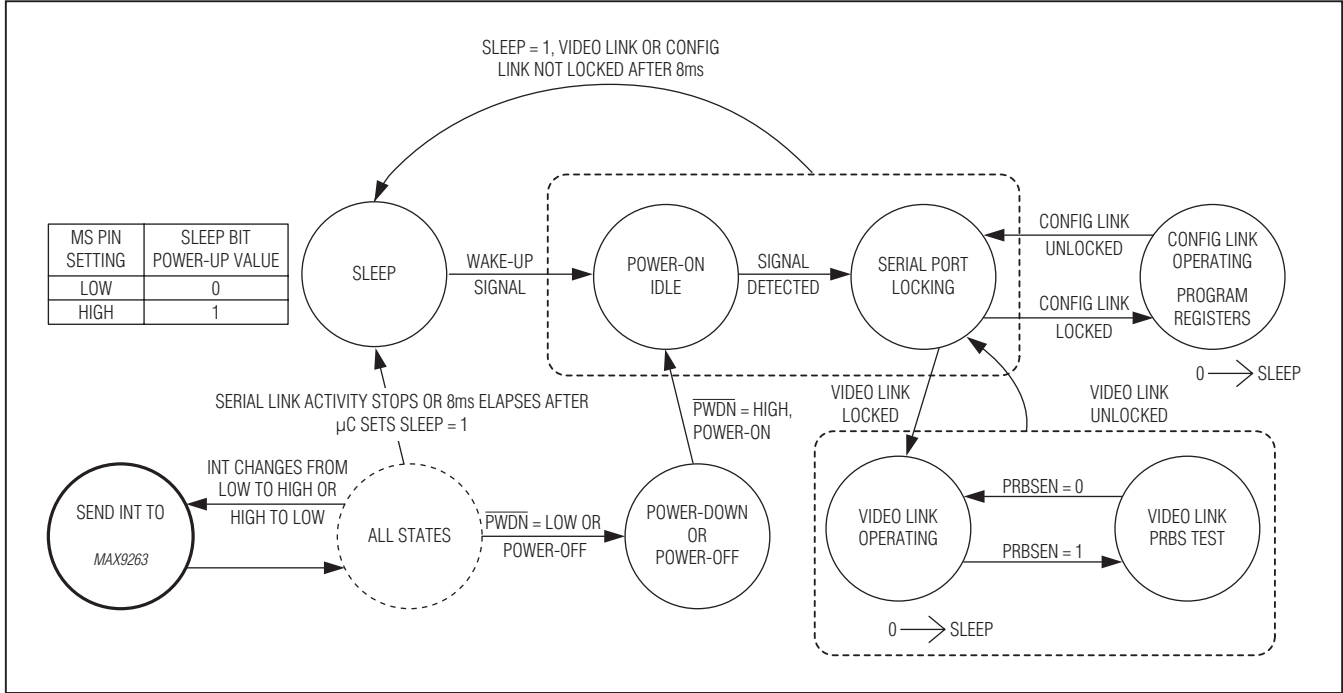 SLEEP = 1, VIDEO LINK OR CONFIG
LINK NOT LOCKED AFTER 8ms
MS PIN
SETTING
SLEEP BIT
POWER-UP VALUE
LOW
0
HIGH
1
SLEEP
WAKE-UP
SIGNAL
POWER-ON
IDLE
SIGNAL
DETECTED
SERIAL PORT
LOCKING
CONFIG LINK
UNLOCKED
CONFIG LINK
LOCKED
CONFIG LINK
OPERATING
PROGRAM
REGISTERS
0 → SLEEP
SERIAL LINK ACTIVITY STOPS OR 8ms ELAPSES AFTER
µC SETS SLEEP = 1
PWDN = HIGH,
POWER-ON
VIDEO LINK
LOCKED
VIDEO LINK
UNLOCKED
SEND INT TO
MAX9263
INT CHANGES FROM
LOW TO HIGH OR
HIGH TO LOW
ALL STATES
PWDN = LOW OR
POWER-OFF
POWER-DOWN
OR
POWER-OFF
VIDEO LINK
OPERATING
PRBSEN = 0
PRBSEN = 1
VIDEO LINK
PRBS TEST
0 → SLEEP